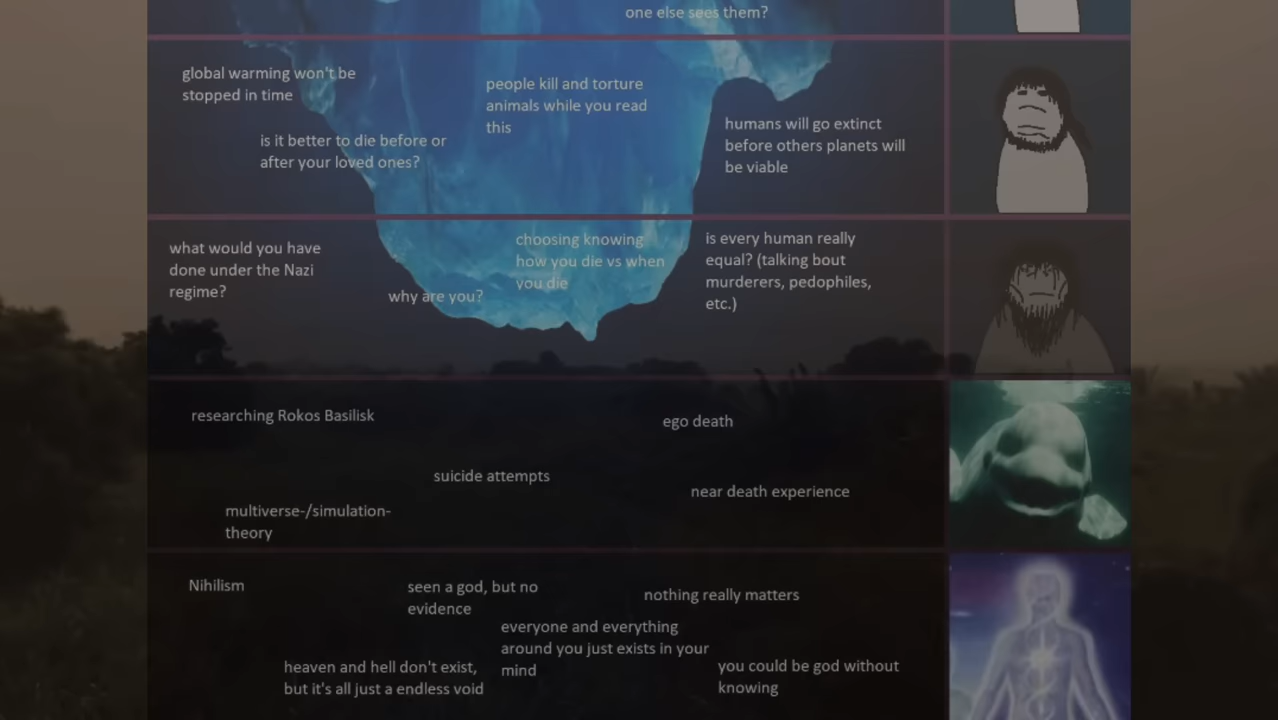 one else sees them?
global warming won't be
stopped in time
people kill and torture
animals while you read
this
humans will go extinct
before others planets will
be viable
is it better to die before or
after your loved ones?
what would you have
done under the Nazi
regime?
why are you?
choosing knowing
how you die vs when
you die
is every human really
equal? (talking bout
murderers, pedophiles,
etc.)
researching Rokos Basilisk
ego death
suicide attempts
near death experience
multiverse-/simulation-
theory
Nihilism
seen a god, but no
evidence
nothing really matters
everyone and everything
around you just exists in your
mind
heaven and hell don't exist,
but it's all just a endless void
you could be god without
knowing